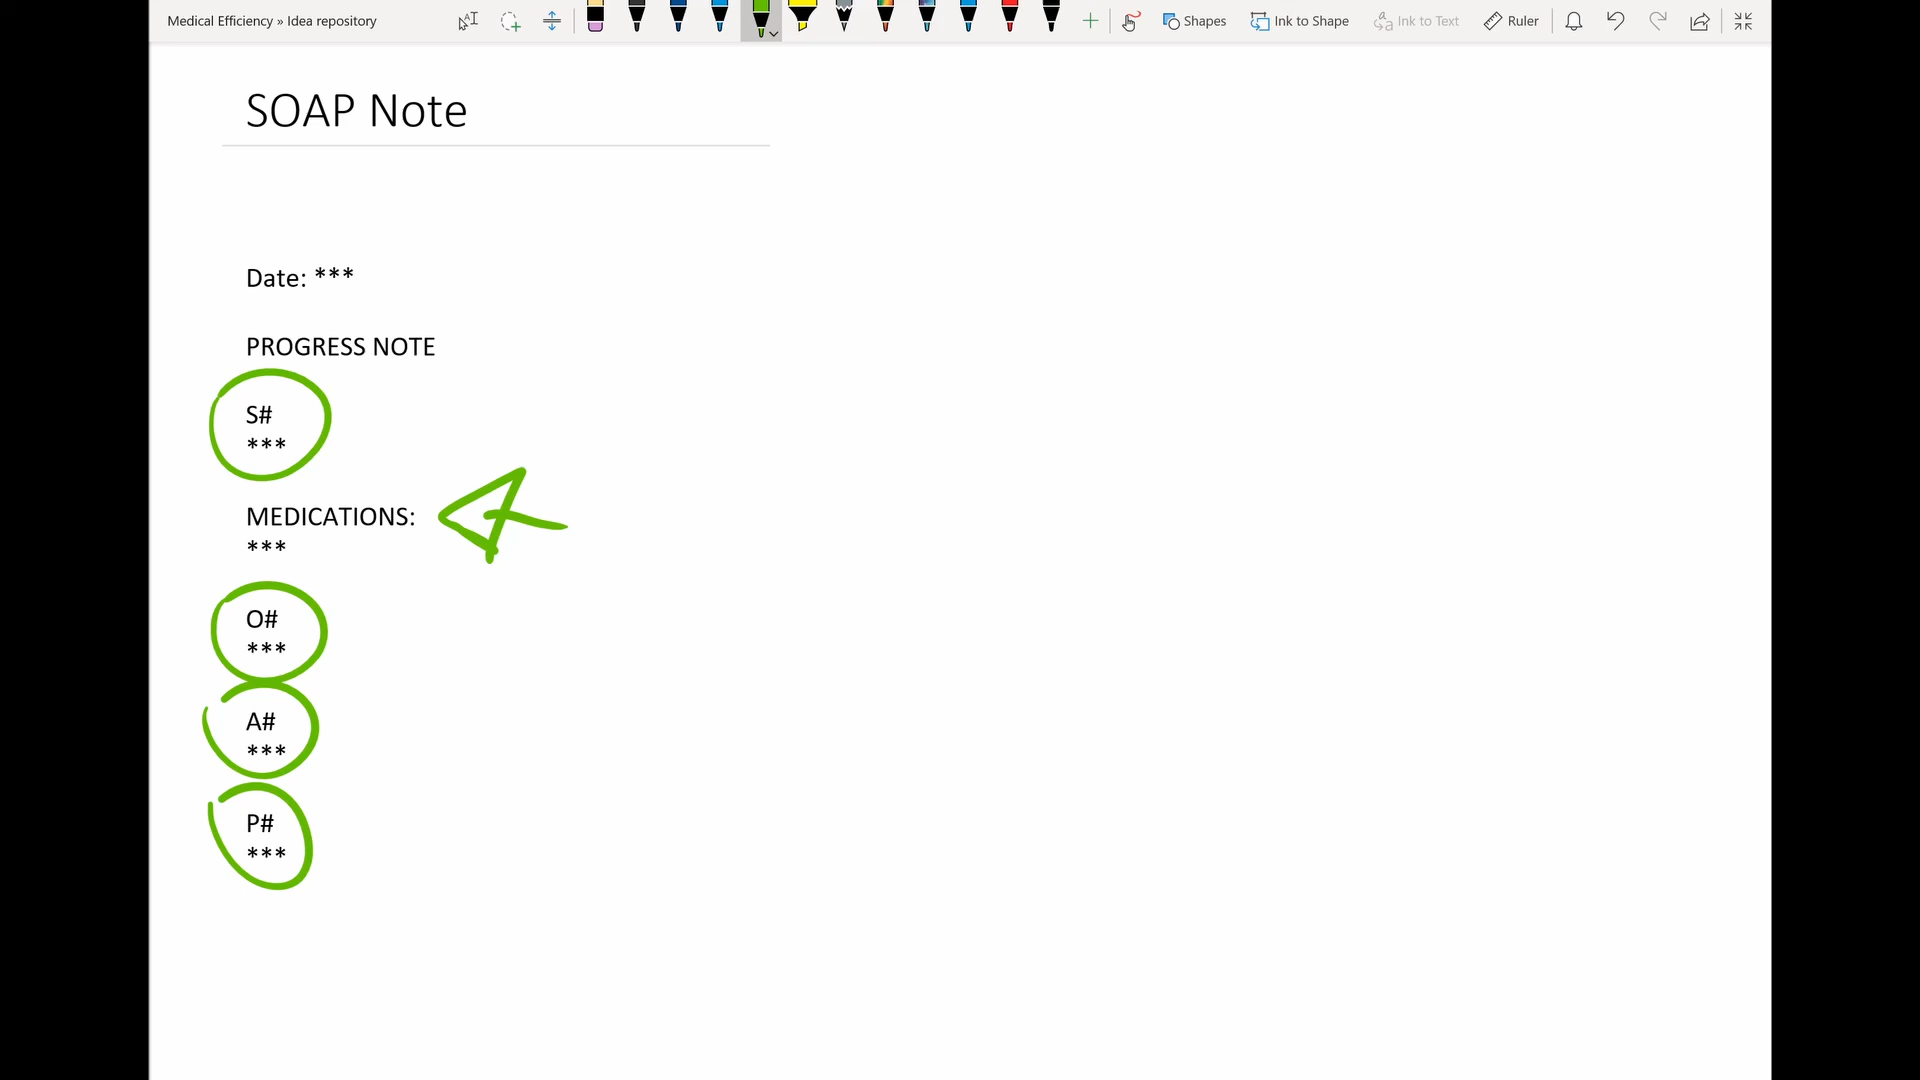 Medical Efficiency » Idea repository
Shapes
Ink to Shape
Ink to Text
Ruler
SOAP Note
Date: ***
PROGRESS NOTE
S#
***
MEDICATIONS:
***
O#
***
A#
***
P#
***